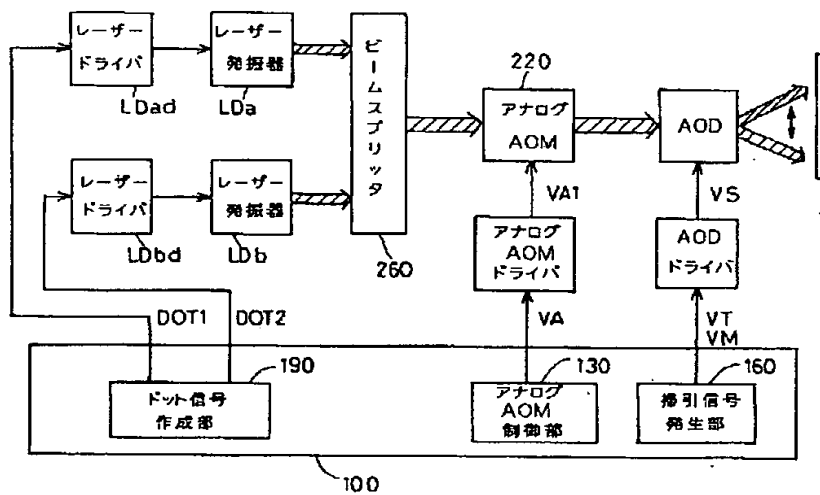 レーザー
ドライバ
LDad
レーザー
発振器
LDa
ビームスプリッタ
260
220
アナログ
AOM
AOD
レーザー
ドライバ
LDbd
レーザー
発振器
LDb
VA1
VS
アナログ
AOM
ドライバ
AOD
ドライバ
DOT1
DOT2
VA
VT
VM
190
ドット信号
作成部
130
アナログ
AOM
制御部
160
掃引信号
発生部
100